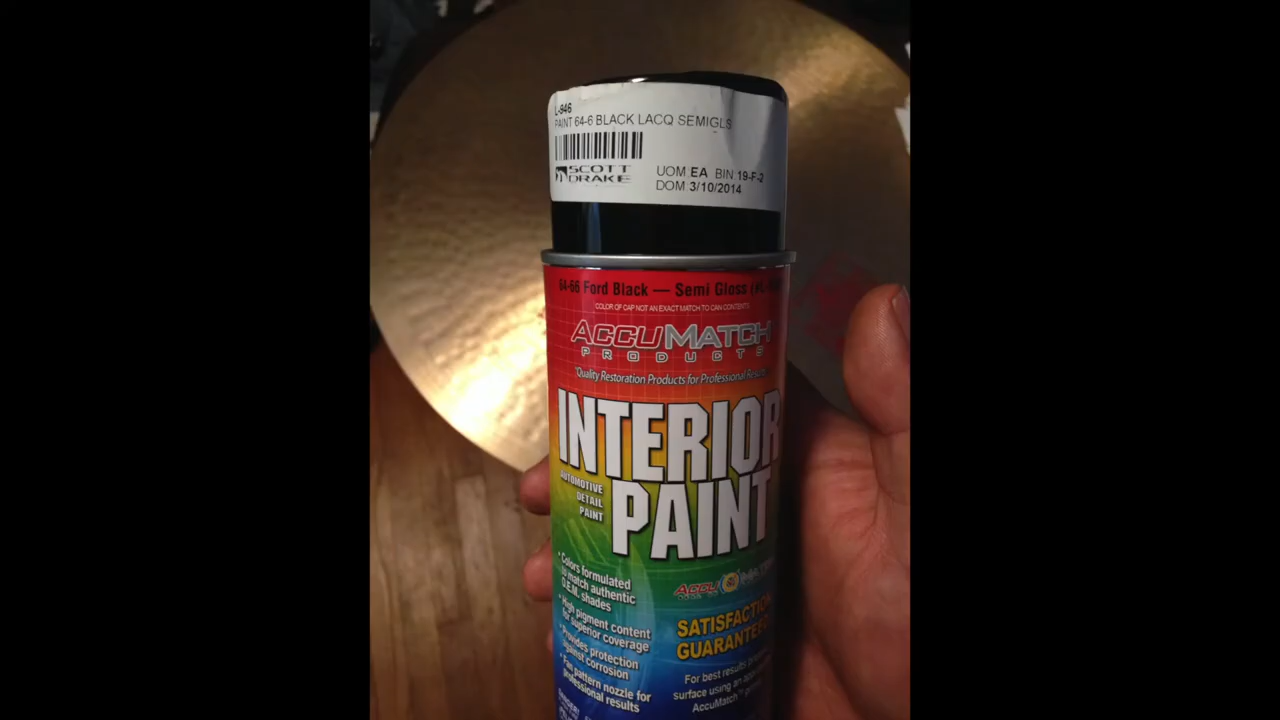 L-946
PAINT 64-6 BLACK LACQ SEMIGLS
SCOTT
DRAKE
UOM EA BIN 19-F-2
DOM 3/10/2014
64-66 Ford Black — Semi Gloss (#L-
COLOR OF CAP NOT AN EXACT MATCH TO CAN CONTENTS
ACCUMATCH
PRODUCTS
"Quality Restoration Products for Professional Results"
INTERIOR
PAINT
AUTOMOTIVE
DETAIL
PAINT
• Colors formulated
to match authentic
O.E.M. shades
• High pigment content
for superior coverage
• Provides protection
against corrosion
• Fan pattern nozzle for
professional results
ACCU
SATISFACTION
GUARANTEED
For best results
surface using an
AccuMatch™